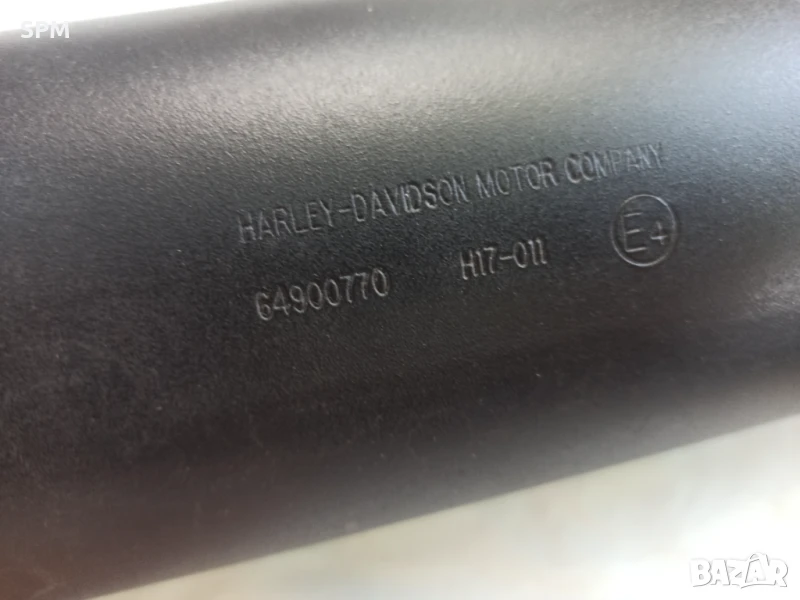 SPM
HARLEY-DAVIDSON MOTOR COMPANY
64900770 H17-011 E4
BAZAR